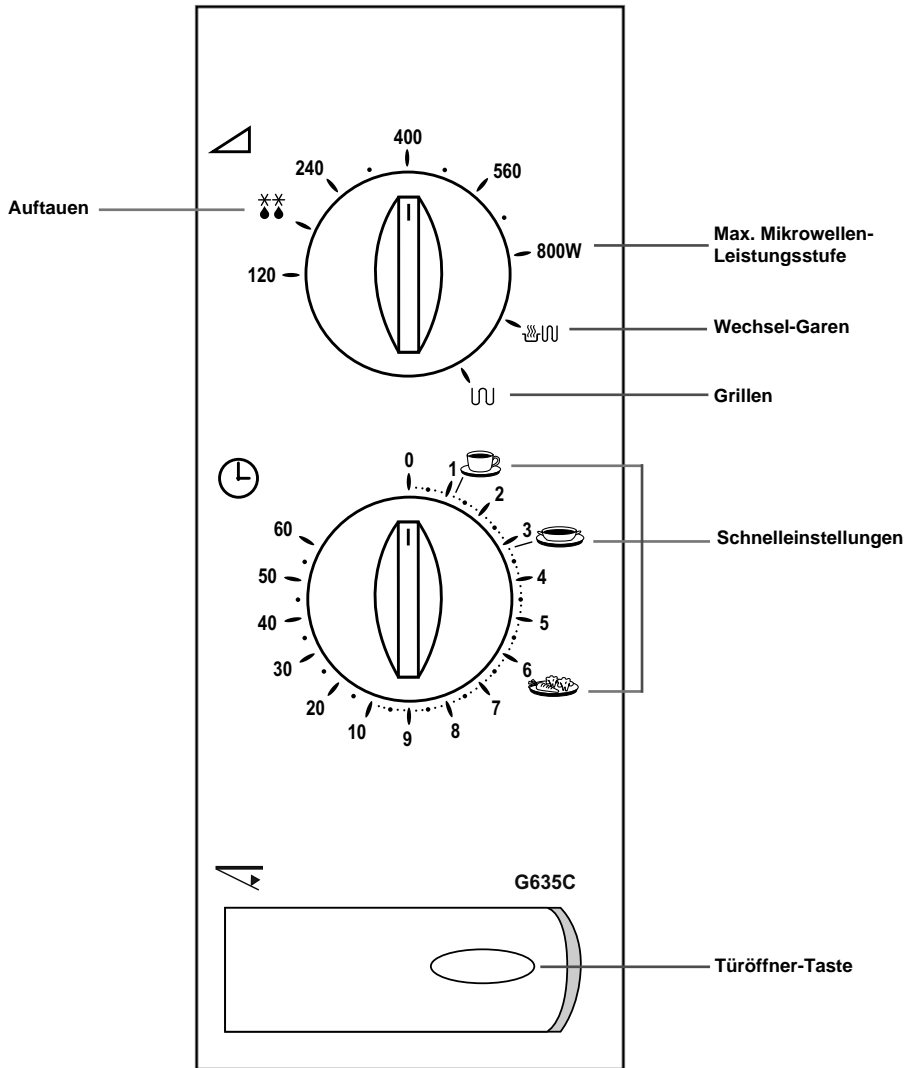 400
240
560
Auftauen
800W
Max. Mikrowellen-
Leistungsstufe
120
Wechsel-Garen
Grillen
0
1
2
60
3
Schnelleinstellungen
50
4
40
5
30
6
20
7
10
9
8
G635C
Türöffner-Taste